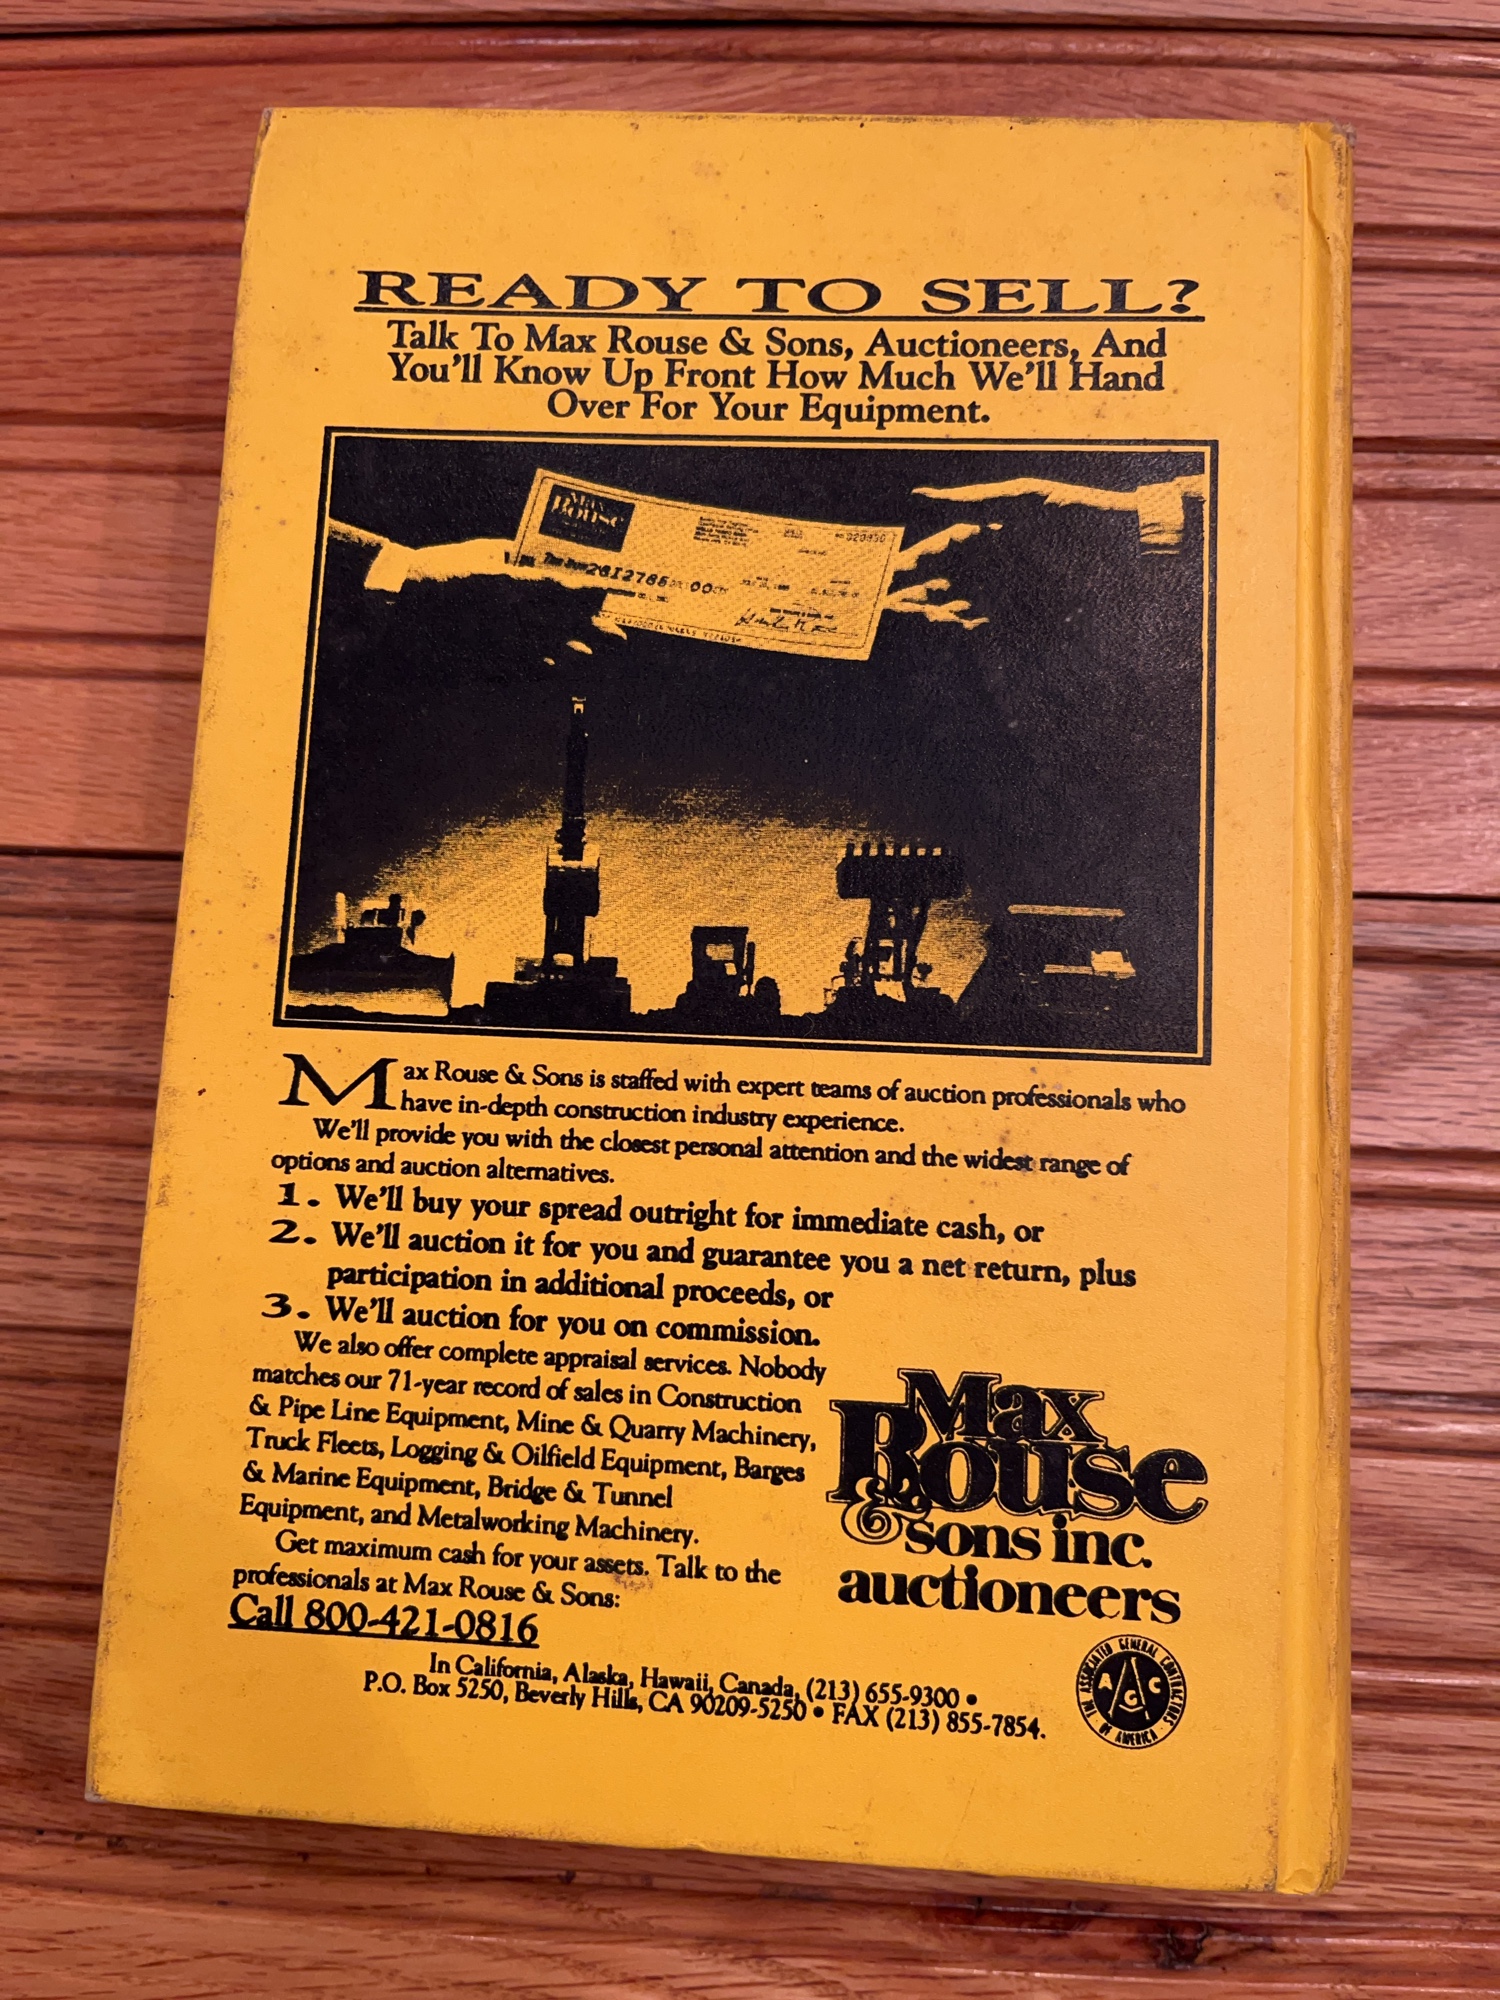 READY TO SELL?
Talk To Max Rouse & Sons, Auctioneers, And
You'll Know Up Front How Much We'll Hand
Over For Your Equipment.
Max
Rouse
Max Rouse & Sons is staffed with expert teams of auction professionals who
have in-depth construction industry experience.
We'll provide you with the closest personal attention and the widest range of
options and auction alternatives.
1. We'll buy your spread outright for immediate cash, or
2. We'll auction it for you and guarantee you a net return, plus
participation in additional proceeds, or
3. We'll auction for you on commission.
We also offer complete appraisal services. Nobody
matches our 71-year record of sales in Construction
& Pipe Line Equipment, Mine & Quarry Machinery,
Truck Fleets, Logging & Oilfield Equipment, Barges
& Marine Equipment, Bridge & Tunnel
Equipment, and Metalworking Machinery.
Get maximum cash for your assets. Talk to the
professionals at Max Rouse & Sons:
Call 800-421-0816
In California, Alaska, Hawaii, Canada, (213) 655-9300 •
P.O. Box 5250, Beverly Hills, CA 90209-5250 • FAX (213) 855-7854.
Max
Rouse
& sons inc.
auctioneers
THE ASSOCIATED GENERAL CONTRACTORS
OF AMERICA
AGC